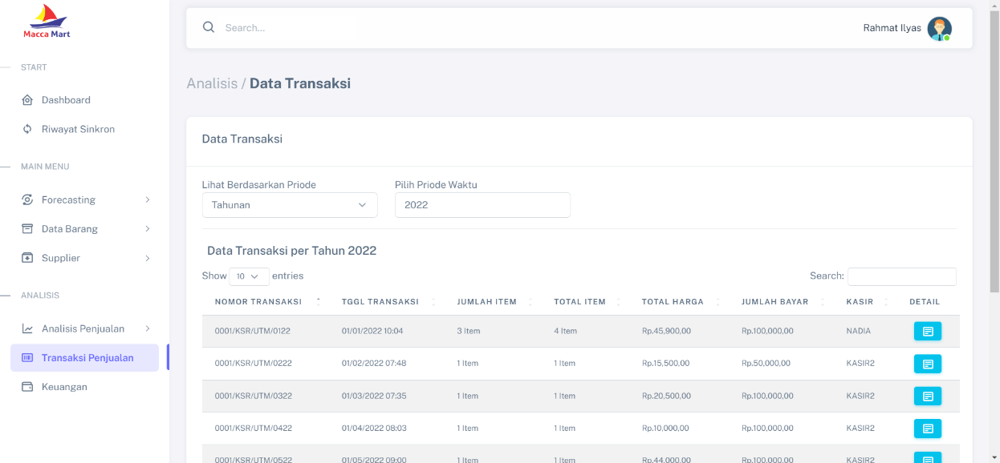 Macca Mart
START
Dashboard
Riwayat Sinkron
MAIN MENU
Forecasting
Data Barang
Supplier
ANALISIS
Analisis Penjualan
Transaksi Penjualan
Keuangan
Search...
Rahmat Ilyas
Analisis / Data Transaksi
Data Transaksi
Lihat Berdasarkan Priode Pilih Priode Waktu
Tahunan 2022
Data Transaksi per Tahun 2022
Show 10 entries Search:
NOMOR TRANSAKSI TGGL TRANSAKSI JUMLAH ITEM TOTAL ITEM TOTAL HARGA JUMLAH BAYAR KASIR DETAIL
0001/KSR/UTM/0122 01/01/2022 10:04 3 Item 4 Item Rp.45,900,00 Rp.100,000,00 NADIA
0001/KSR/UTM/0222 01/02/2022 07:48 1 Item 1 Item Rp.15,500,00 Rp.50,000,00 KASIR2
0001/KSR/UTM/0322 01/03/2022 07:35 1 Item 1 Item Rp.20,500,00 Rp.100,000,00 KASIR2
0001/KSR/UTM/0422 01/04/2022 08:03 1 Item 1 Item Rp.10,000,00 Rp.100,000,00 KASIR2
0001/KSR/UTM/0522 01/05/2022 09:00 1 Item 1 Item Rp.44,000,00 Rp.100,000,00 KASIR2